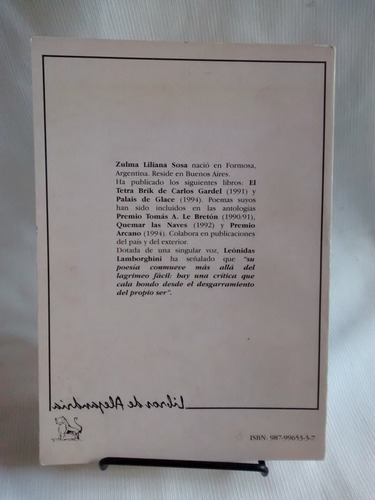 Zulma Liliana Sosa nació en Formosa,
Argentina. Reside en Buenos Aires.
Ha publicado los siguientes libros: El
Tetra Brik de Carlos Gardel (1991) y
Palais de Glace (1994). Poemas suyos
han sido incluidos en las antologías
Premio Tomás A. Le Bretón (1990/91),
Quemar las Naves (1992) y Premio
Arcano (1994). Colabora en publicaciones
del país y del exterior.
Dotada de una singular voz, Leónidas
Lamborghini ha señalado que "su
poesía conmueve más allá del
lagrimeo fácil: hay una crítica que
cala hondo desde el desgarramiento
del propio ser".
Libros de Alejandría
ISBN: 987-99653-3-7